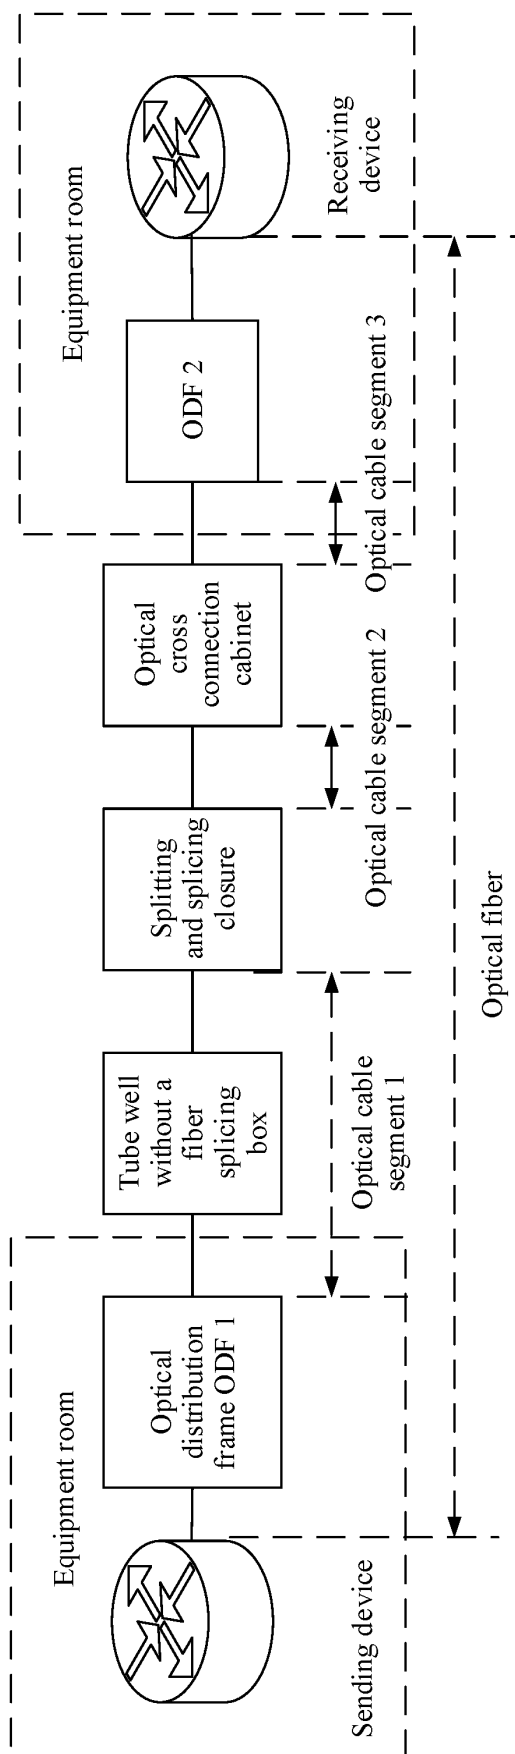 Equipment room
Equipment room
Optical
distribution
frame ODF 1
Tube well
without a
fiber
splicing
box
Splitting
and splicing
closure
Optical
cross
connection
cabinet
ODF 2
Sending device
Optical cable
segment 1
Optical cable segment 2
Optical cable segment 3
Receiving
device
Optical fiber